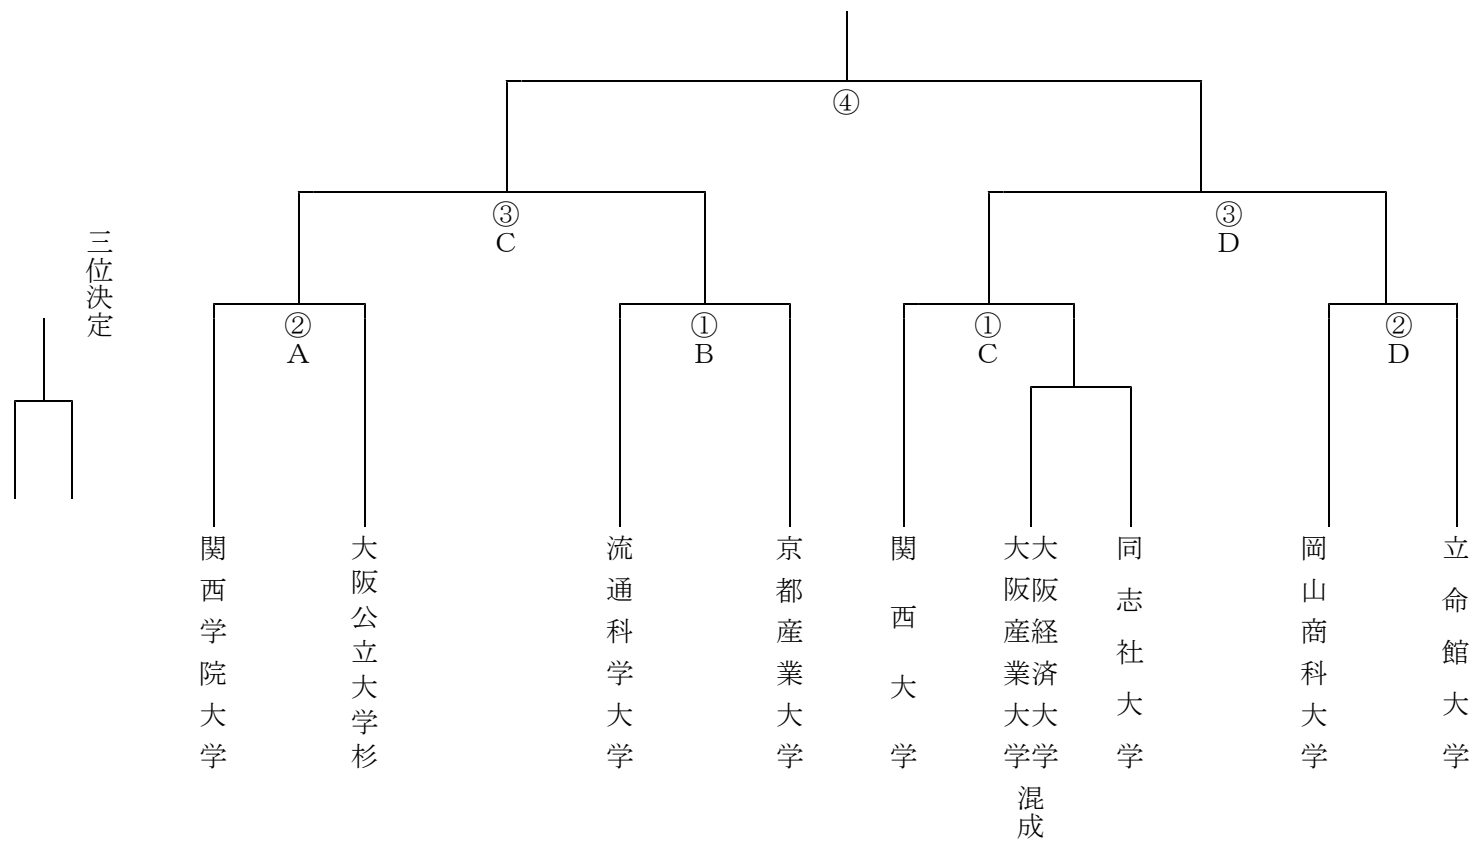 ④
③
C
③
D
三位決定
②
A
①
B
①
C
②
D
関西学院大学
大阪公立大学杉
流通科学大学
京都産業大学
関西大学
大阪経済大学
大阪産業大学
混成
同志社大学
岡山商科大学
立命館大学